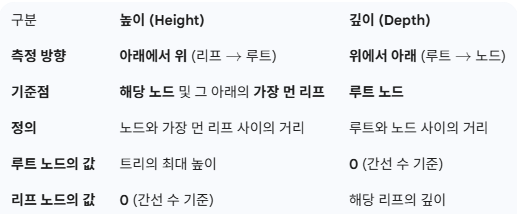 구분 높이 (Height) 깊이 (Depth)
측정 방향 아래에서 위 (리프 → 루트) 위에서 아래 (루트 → 노드)
기준점 해당 노드 및 그 아래의 가장 먼 리프 루트 노드
정의 노드와 가장 먼 리프 사이의 거리 루트와 노드 사이의 거리
루트 노드의 값 트리의 최대 높이 0 (간선 수 기준)
리프 노드의 값 0 (간선 수 기준) 해당 리프의 깊이